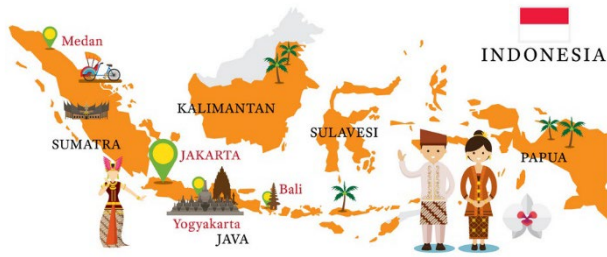 INDONESIA
Medan
KALIMANTAN
SULAVESI
SUMATRA
JAKARTA
PAPUA
Bali
Yogyakarta
JAVA